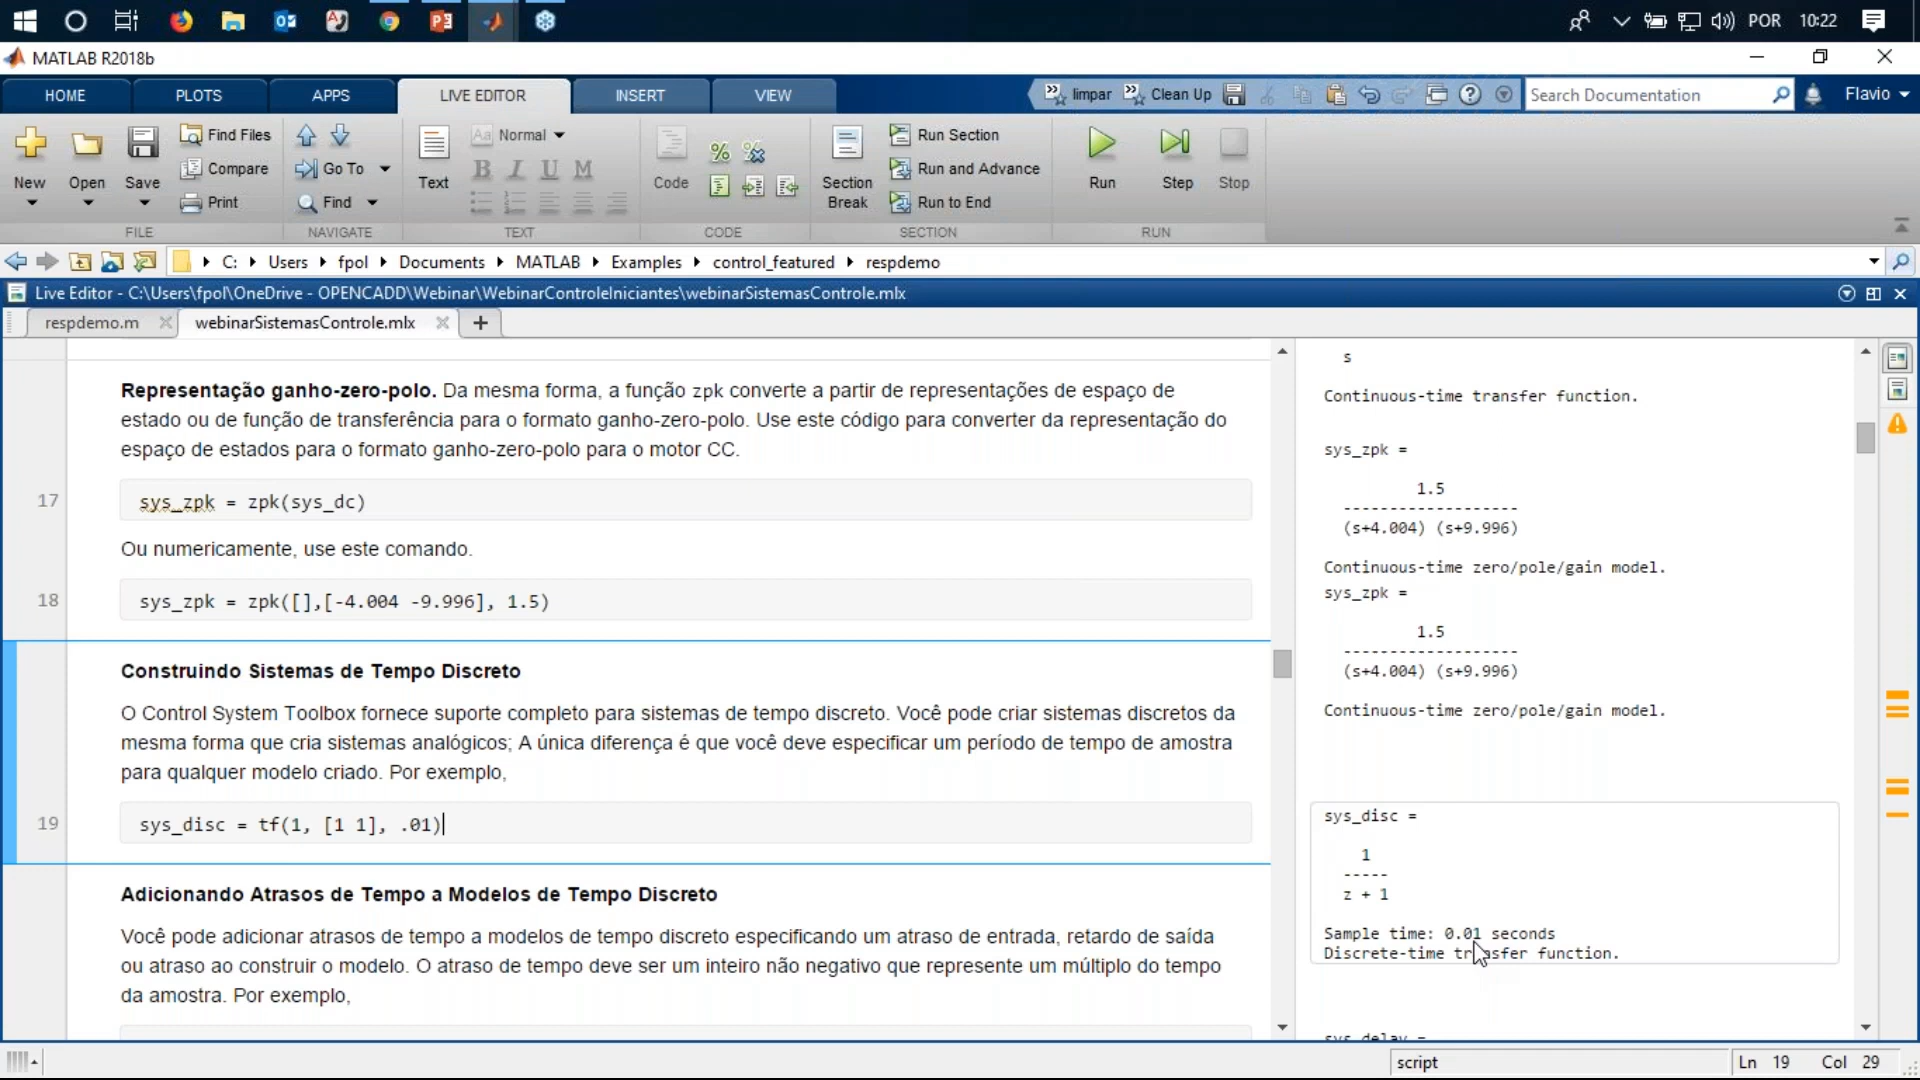 POR 10:22
MATLAB R2018b
HOME PLOTS APPS LIVE EDITOR INSERT VIEW limpar Clean Up Search Documentation Flavio
New Open Save Find Files Compare Print
Go To Find
Text Normal B I U M
Code
Section Break Run Section Run and Advance Run to End
Run Step Stop
FILE NAVIGATE TEXT CODE SECTION RUN
C: Users fpol Documents MATLAB Examples control_featured respdemo
Live Editor - C:\Users\fpol\OneDrive - OPENCADD\Webinar\WebinarControleIniciantes\webinarSistemasControle.mlx
respdemo.m webinarSistemasControle.mlx
Representação ganho-zero-polo. Da mesma forma, a função zpk converte a partir de representações de espaço de
estado ou de função de transferência para o formato ganho-zero-polo. Use este código para converter da representação do
espaço de estados para o formato ganho-zero-polo para o motor CC.
17 sys_zpk = zpk(sys_dc)
Ou numericamente, use este comando.
18 sys_zpk = zpk([],[-4.004 -9.996], 1.5)
Construindo Sistemas de Tempo Discreto
O Control System Toolbox fornece suporte completo para sistemas de tempo discreto. Você pode criar sistemas discretos da
mesma forma que cria sistemas analógicos; A única diferença é que você deve especificar um período de tempo de amostra
para qualquer modelo criado. Por exemplo,
19 sys_disc = tf(1, [1 1], .01)
Adicionando Atrasos de Tempo a Modelos de Tempo Discreto
Você pode adicionar atrasos de tempo a modelos de tempo discreto especificando um atraso de entrada, retardo de saída
ou atraso ao construir o modelo. O atraso de tempo deve ser um inteiro não negativo que represente um múltiplo do tempo
da amostra. Por exemplo,
s
Continuous-time transfer function.
sys_zpk =
1.5
-------------------
(s+4.004) (s+9.996)
Continuous-time zero/pole/gain model.
sys_zpk =
1.5
-------------------
(s+4.004) (s+9.996)
Continuous-time zero/pole/gain model.
sys_disc =
1
-----
z + 1
Sample time: 0.01 seconds
Discrete-time transfer function.
sys_delay =
script Ln 19 Col 29